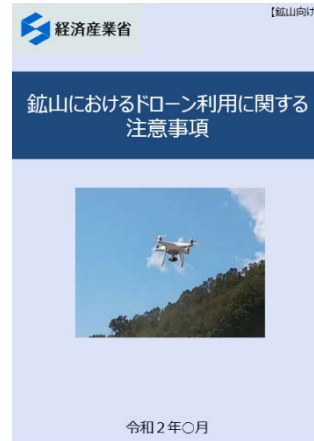 【鉱山向け
経済産業省
鉱山におけるドローン利用に関する
注意事項
令和2年○月